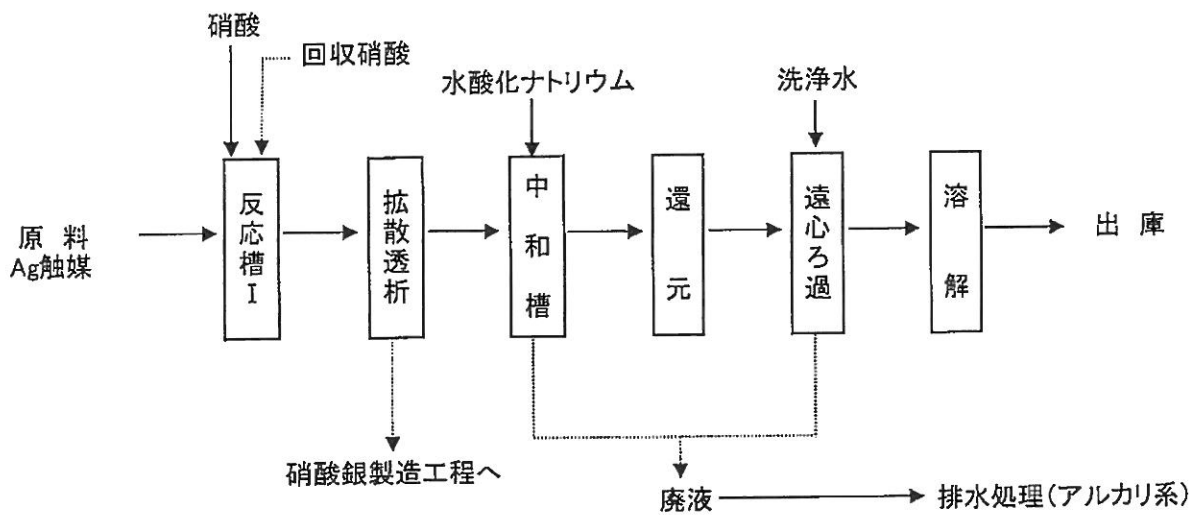 硝酸
回収硝酸
水酸化ナトリウム
洗浄水
原料
Ag触媒
反応槽Ⅰ
拡散透析
中和槽
還元
遠心ろ過
溶解
出庫
硝酸銀製造工程へ
廃液
排水処理(アルカリ系)